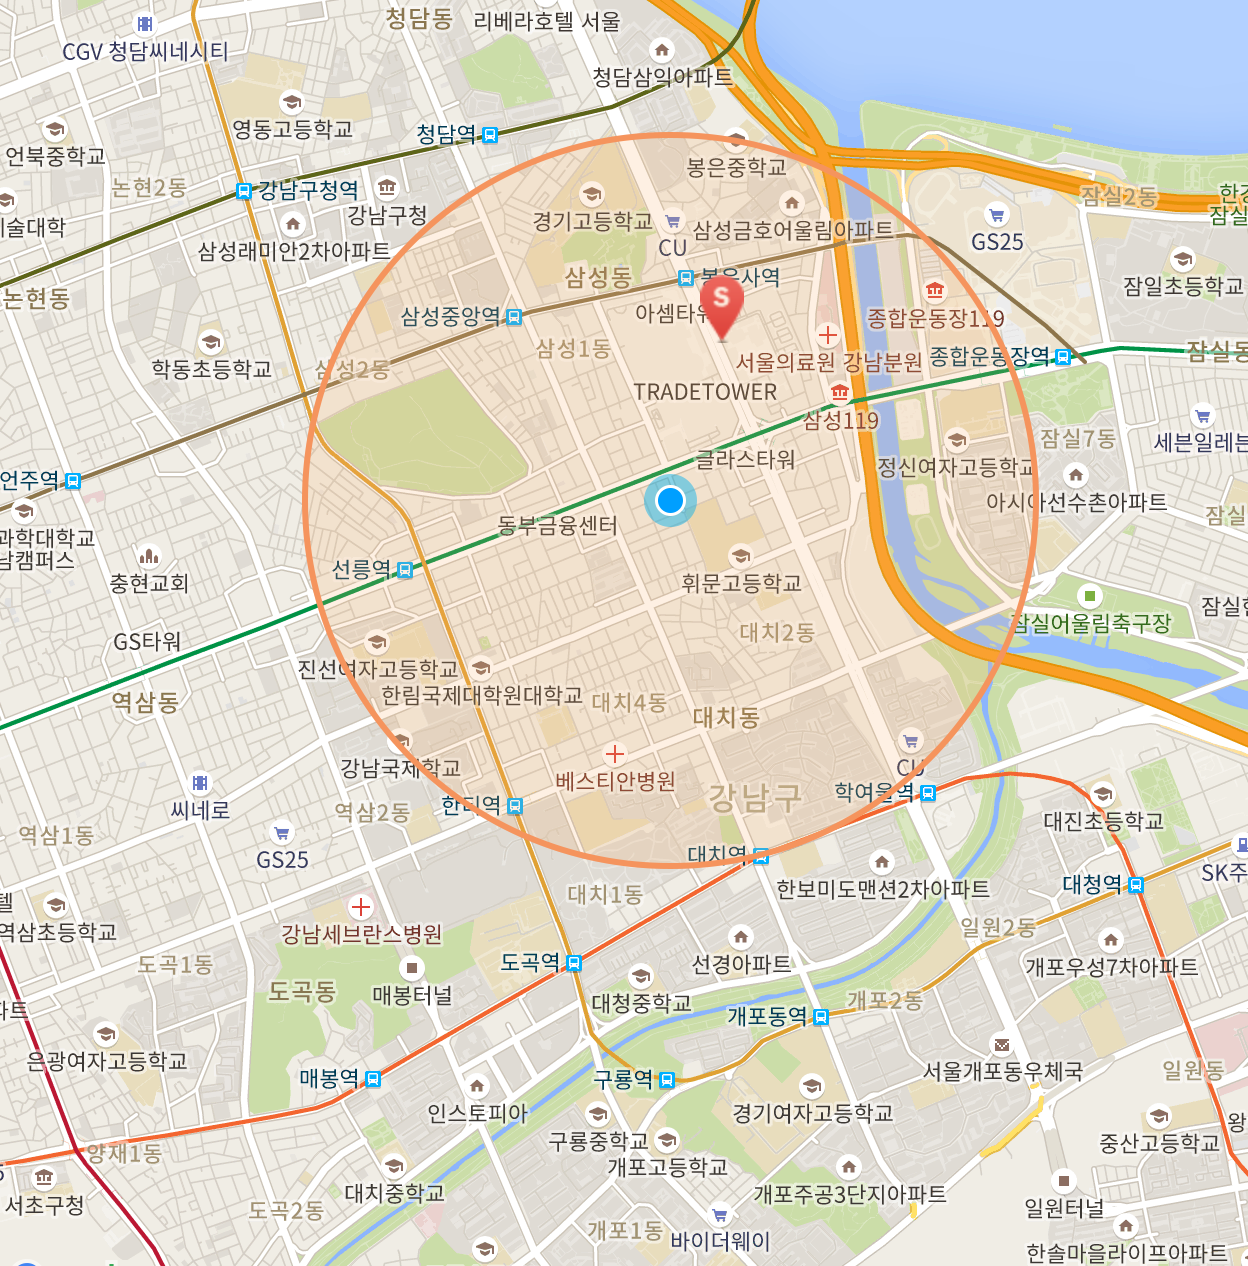 청담동
리베라호텔 서울
CGV 청담씨네시티
청담삼익아파트
영동고등학교
청담역
언북중학교
봉은중학교
논현2동
강남구청역
잠실2동
강남구청
경기고등학교
삼성금호어울림아파트
CU
GS25
삼성래미안2차아파트
삼성동
봉은사역
잠일초등학교
논현동
S
삼성중앙역
아셈타워
종합운동장119
삼성1동
서울의료원 강남분원
종합운동장역
잠실동
학동초등학교
삼성2동
TRADETOWER
삼성119
잠실7동
세븐일레븐
글라스타워
정신여자고등학교
언주역
아시아선수촌아파트
동부금융센터
과학대학교
남캠퍼스
선릉역
충현교회
휘문고등학교
잠실어울림축구장
GS타워
대치2동
진선여자고등학교
한림국제대학원대학교
역삼동
대치4동
대치동
강남국제학교
베스티안병원
CU
학여울역
강남구
씨네로
역삼2동
한티역
대진초등학교
역삼1동
GS25
대치역
한보미도맨션2차아파트
대청역
SK주
대치1동
역삼초등학교
강남세브란스병원
일원2동
도곡1동
도곡역
선경아파트
개포우성7차아파트
도곡동
매봉터널
대청중학교
개포2동
개포동역
은광여자고등학교
매봉역
구룡역
서울개포동우체국
일원동
인스토피아
경기여자고등학교
구룡중학교
중산고등학교
양재1동
개포고등학교
서초구청
대치중학교
개포주공3단지아파트
일원터널
도곡2동
개포1동
바이더웨이
한솔마을라이프아파트